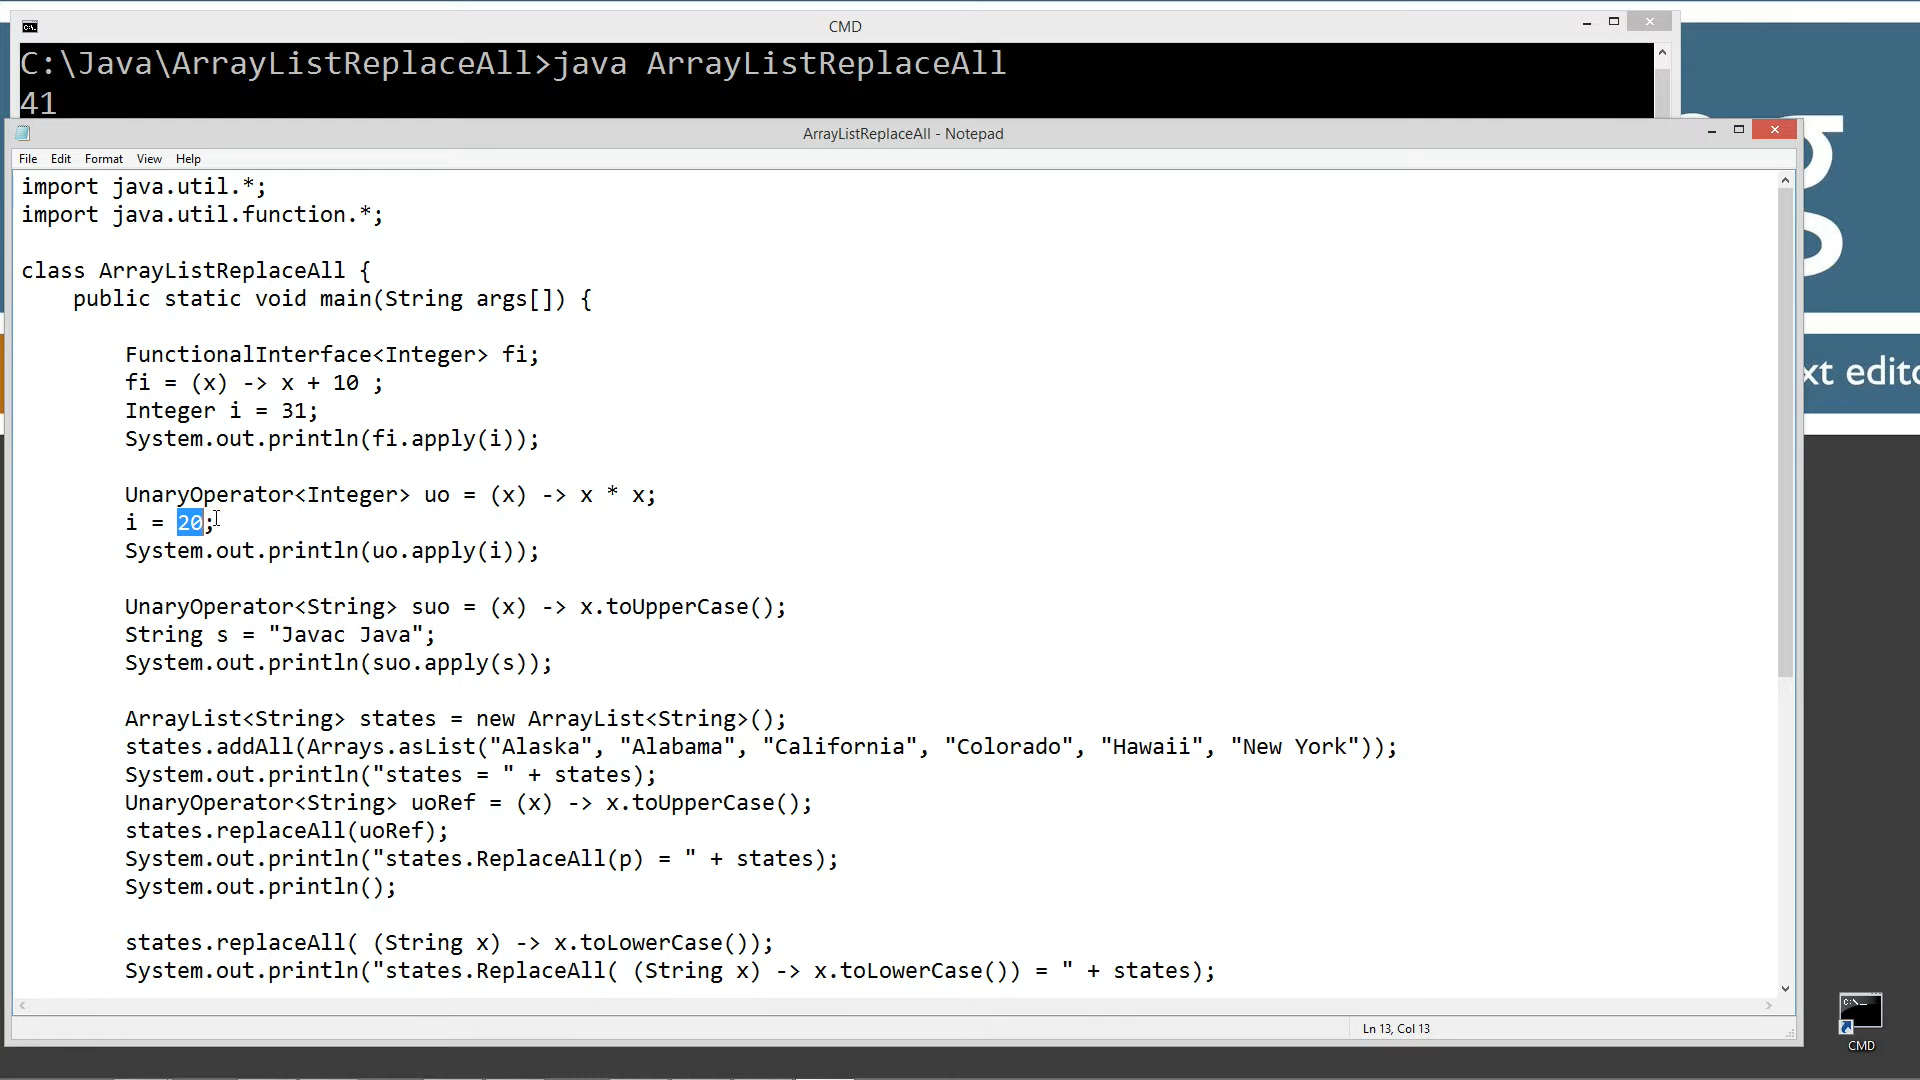 CMD
C:\Java\ArrayListReplaceAll>java ArrayListReplaceAll
41
ArrayListReplaceAll - Notepad
File Edit Format View Help
import java.util.*;
import java.util.function.*;
class ArrayListReplaceAll {
public static void main(String args[]) {
FunctionalInterface<Integer> fi;
fi = (x) -> x + 10 ;
Integer i = 31;
System.out.println(fi.apply(i));
UnaryOperator<Integer> uo = (x) -> x * x;
i = 20;
System.out.println(uo.apply(i));
UnaryOperator<String> suo = (x) -> x.toUpperCase();
String s = "Javac Java";
System.out.println(suo.apply(s));
ArrayList<String> states = new ArrayList<String>();
states.addAll(Arrays.asList("Alaska", "Alabama", "California", "Colorado", "Hawaii", "New York"));
System.out.println("states = " + states);
UnaryOperator<String> uoRef = (x) -> x.toUpperCase();
states.replaceAll(uoRef);
System.out.println("states.ReplaceAll(p) = " + states);
System.out.println();
states.replaceAll( (String x) -> x.toLowerCase());
System.out.println("states.ReplaceAll( (String x) -> x.toLowerCase()) = " + states);
Ln 13, Col 13
g
xt edito
CMD